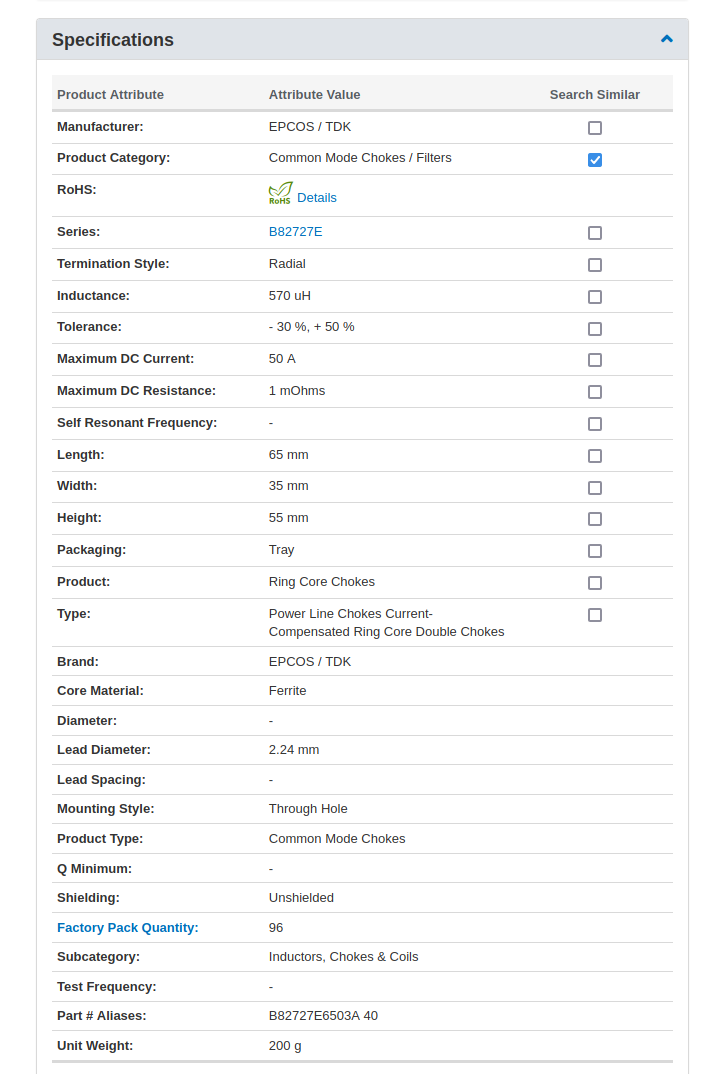 Specifications
Product Attribute Attribute Value Search Similar
Manufacturer: EPCOS / TDK
Product Category: Common Mode Chokes / Filters
RoHS: RoHS Details
Series: B82727E
Termination Style: Radial
Inductance: 570 uH
Tolerance: - 30 %, + 50 %
Maximum DC Current: 50 A
Maximum DC Resistance: 1 mOhms
Self Resonant Frequency: -
Length: 65 mm
Width: 35 mm
Height: 55 mm
Packaging: Tray
Product: Ring Core Chokes
Type: Power Line Chokes Current-
Compensated Ring Core Double Chokes
Brand: EPCOS / TDK
Core Material: Ferrite
Diameter: -
Lead Diameter: 2.24 mm
Lead Spacing: -
Mounting Style: Through Hole
Product Type: Common Mode Chokes
Q Minimum: -
Shielding: Unshielded
Factory Pack Quantity: 96
Subcategory: Inductors, Chokes & Coils
Test Frequency: -
Part # Aliases: B82727E6503A 40
Unit Weight: 200 g